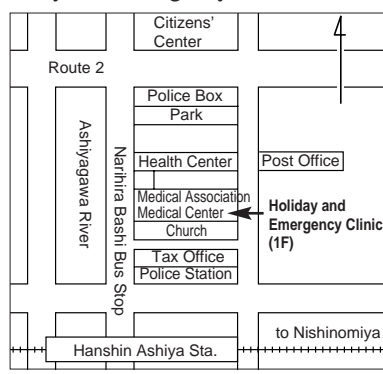 Citizens'
Center
Route 2
Police Box
Park
Ashiyagawa River
Narihira Bashi Bus Stop
Health Center
Post Office
Medical Association
Medical Center
Holiday and
Emergency Clinic
(1F)
Church
Tax Office
Police Station
to Nishinomiya
Hanshin Ashiya Sta.